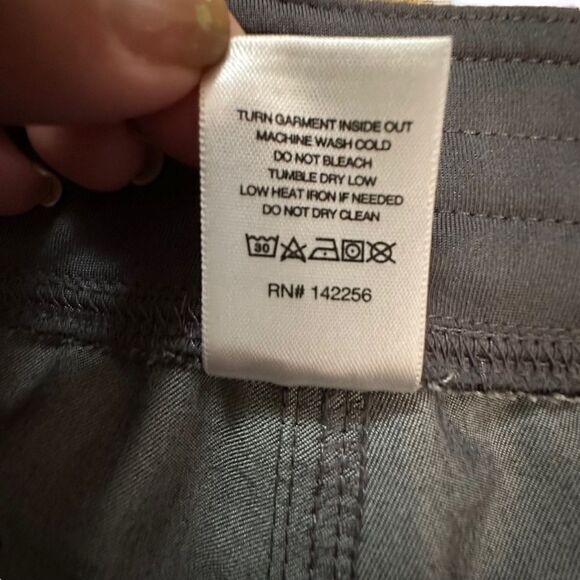 TURN GARMENT INSIDE OUT
MACHINE WASH COLD
DO NOT BLEACH
TUMBLE DRY LOW
LOW HEAT IRON IF NEEDED
DO NOT DRY CLEAN
30
RN# 142256